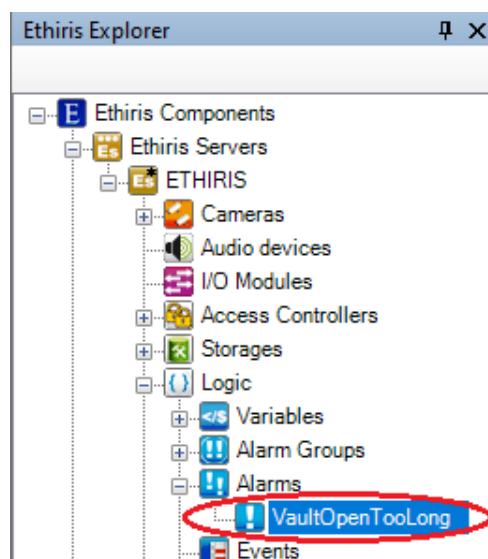 Ethiris Explorer
Ethiris Components
Ethiris Servers
ETHIRIS
Cameras
Audio devices
I/O Modules
Access Controllers
Storages
Logic
Variables
Alarm Groups
Alarms
VaultOpenTooLong
Events